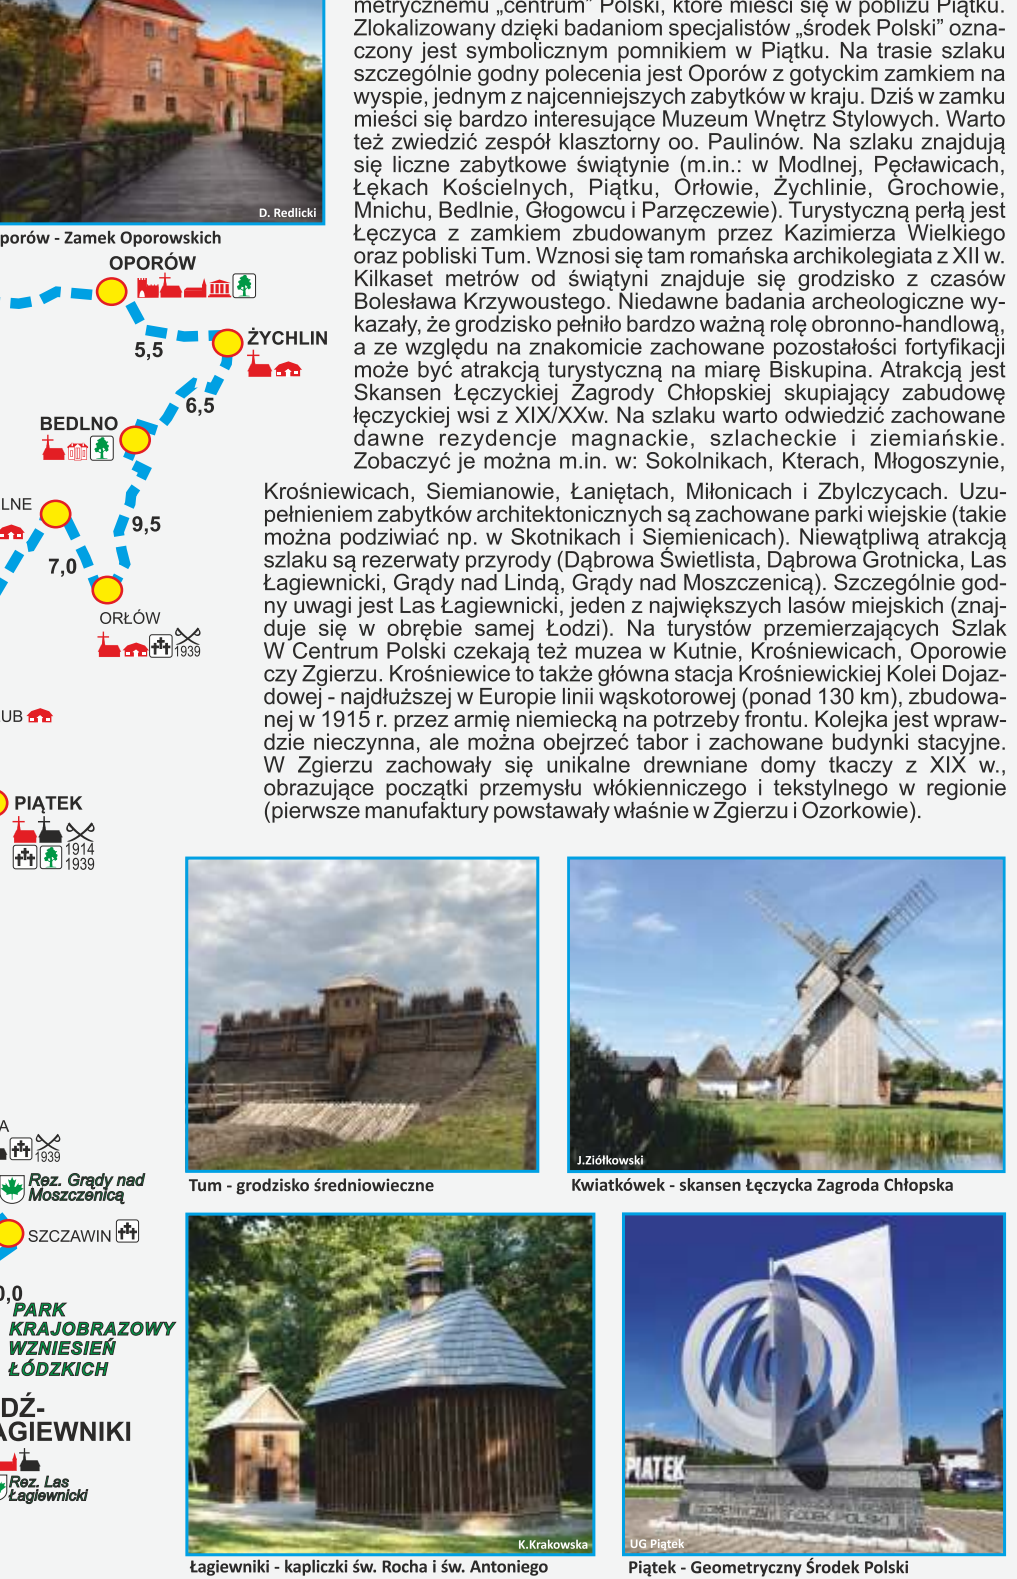 metrycznemu „centrum” Polski, które mieści się w pobliżu Piątku.
Zlokalizowany dzięki badaniom specjalistów „środek Polski” ozna-
czony jest symbolicznym pomnikiem w Piątku. Na trasie szlaku
szczególnie godny polecenia jest Oporów z gotyckim zamkiem na
wyspie, jednym z najcenniejszych zabytków w kraju. Dziś w zamku
mieści się bardzo interesujące Muzeum Wnętrz Stylowych. Warto
też zwiedzić zespół klasztorny oo. Paulinów. Na szlaku znajdują
się liczne zabytkowe świątynie (m.in.: w Modlnej, Pęcławicach,
Łękach Kościelnych, Piątku, Orłowie, Żychlinie, Grochowie,
Mnichu, Bedlnie, Głogowcu i Parzęczewie). Turystyczną perłą jest
Łęczyca z zamkiem zbudowanym przez Kazimierza Wielkiego
oraz pobliski Tum. Wznosi się tam romańska archikolegiata z XII w.
Kilkaset metrów od świątyni znajduje się grodzisko z czasów
Bolesława Krzywoustego. Niedawne badania archeologiczne wy-
kazały, że grodzisko pełniło bardzo ważną rolę obronno-handlową,
a ze względu na znakomicie zachowane pozostałości fortyfikacji
może być atrakcją turystyczną na miarę Biskupina. Atrakcją jest
Skansen Łęczyckiej Zagrody Chłopskiej skupiający zabudowę
łęczyckiej wsi z XIX/XXw. Na szlaku warto odwiedzić zachowane
dawne rezydencje magnackie, szlacheckie i ziemiańskie.
Zobaczyć je można m.in. w: Sokolnikach, Kterach, Młogoszynie,
Krośniewicach, Siemianowie, Łaniętach, Miłonicach i Zbylczycach. Uzu-
pełnieniem zabytków architektonicznych są zachowane parki wiejskie (takie
można podziwiać np. w Skotnikach i Siemienicach). Niewątpliwą atrakcją
szlaku są rezerwaty przyrody (Dąbrowa Świetlista, Dąbrowa Grotnicka, Las
Łagiewnicki, Grądy nad Lindą, Grądy nad Moszczenicą). Szczególnie god-
ny uwagi jest Las Łagiewnicki, jeden z największych lasów miejskich (znaj-
duje się w obrębie samej Łodzi). Na turystów przemierzających Szlak
W Centrum Polski czekają też muzea w Kutnie, Krośniewicach, Oporowie
czy Zgierzu. Krośniewice to także główna stacja Krośniewickiej Kolei Dojaz-
dowej - najdłuższej w Europie linii wąskotorowej (ponad 130 km), zbudowa-
nej w 1915 r. przez armię niemiecką na potrzeby frontu. Kolejka jest wpraw-
dzie nieczynna, ale można obejrzeć tabor i zachowane budynki stacyjne.
W Zgierzu zachowały się unikalne drewniane domy tkaczy z XIX w.,
obrazujące początki przemysłu włókienniczego i tekstylnego w regionie
(pierwsze manufaktury powstawały właśnie w Zgierzu i Ozorkowie).
D. Redlicki
porów - Zamek Oporowskich
OPORÓW
5,5
ŻYCHLIN
6,5
BEDLNO
LNE
9,5
7,0
ORŁÓW
1939
UB
PIĄTEK
1914
1939
A
1939
Rez. Grądy nad
Moszczenicą
SZCZAWIN
0,0
PARK
KRAJOBRAZOWY
WZNIESIEŃ
ŁÓDZKICH
DŹ-
AGIEWNIKI
Rez. Las
Łagiewnicki
Tum - grodzisko średniowieczne
J.Ziółkowski
Kwiatkówek - skansen Łęczycka Zagroda Chłopska
K.Krakowska
Łagiewniki - kapliczki św. Rocha i św. Antoniego
PIĄTEK
GEOMETRYCZNY ŚRODEK POLSKI
UG Piątek
Piątek - Geometryczny Środek Polski